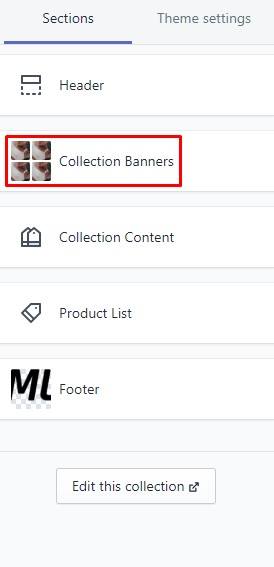 Sections Theme settings
Header
Collection Banners
Collection Content
Product List
ML Footer
Edit this collection